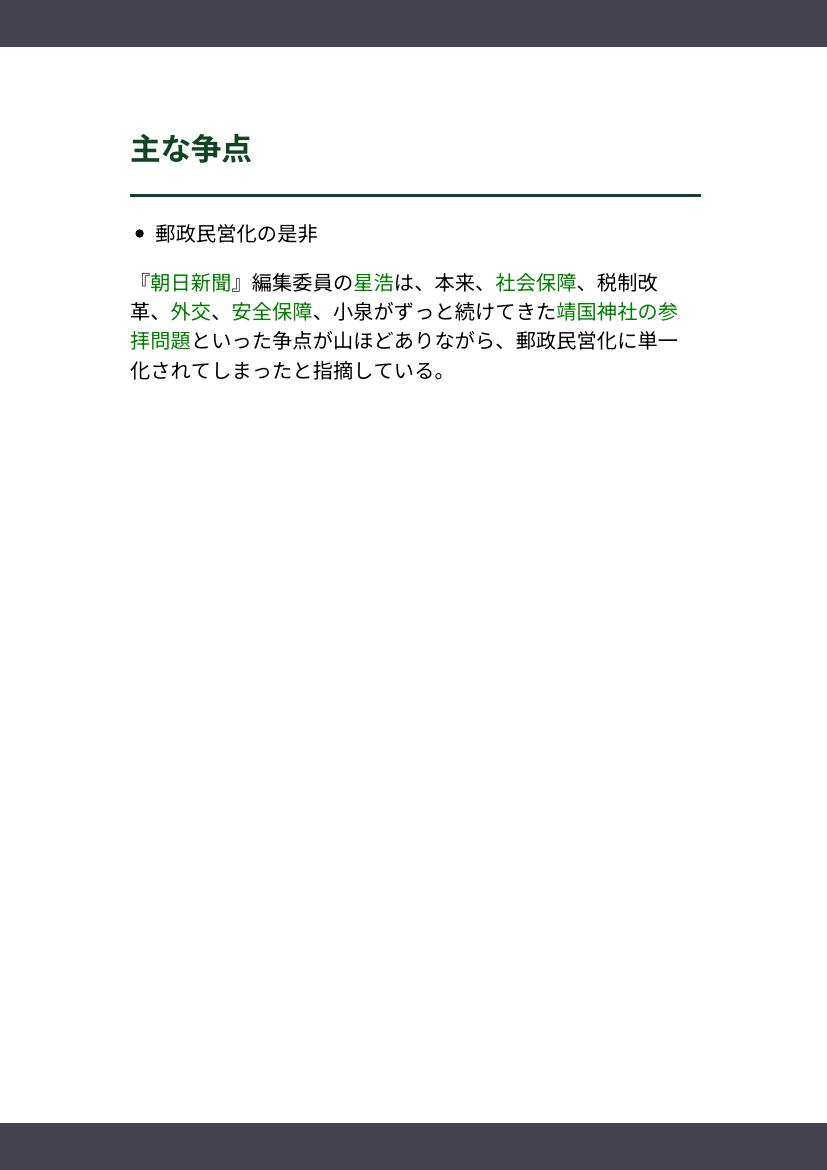 主な争点
• 郵政民営化の是非
『朝日新聞』編集委員の星浩は、本来、社会保障、税制改
革、外交、安全保障、小泉がずっと続けてきた靖国神社の参
拝問題といった争点が山ほどありながら、郵政民営化に単一
化されてしまったと指摘している。